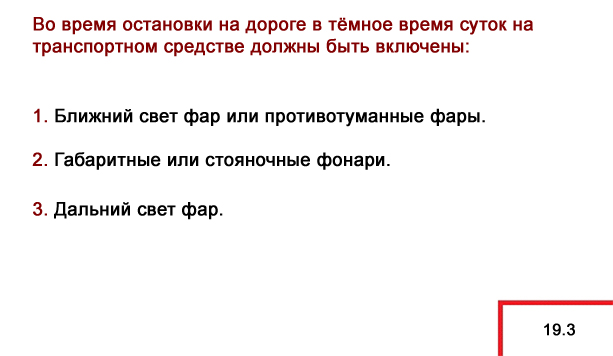 Во время остановки на дороге в тёмное время суток на
транспортном средстве должны быть включены:
1. Ближний свет фар или противотуманные фары.
2. Габаритные или стояночные фонари.
3. Дальний свет фар.
19.3